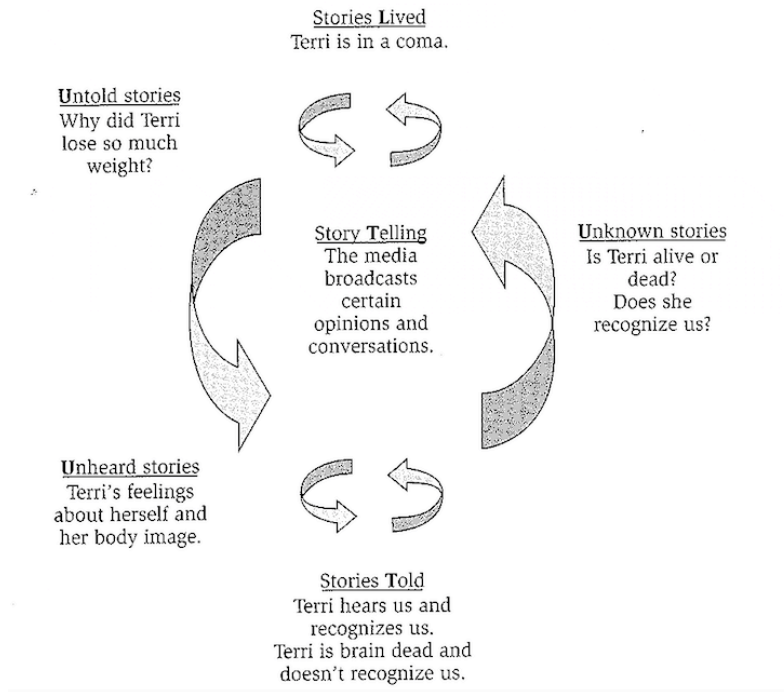 Stories Lived
Terri is in a coma.
Untold stories
Why did Terri
lose so much
weight?
Story Telling
The media
broadcasts
certain
opinions and
conversations.
Unknown stories
Is Terri alive or
dead?
Does she
recognize us?
Unheard stories
Terri's feelings
about herself and
her body image.
Stories Told
Terri hears us and
recognizes us.
Terri is brain dead and
doesn't recognize us.